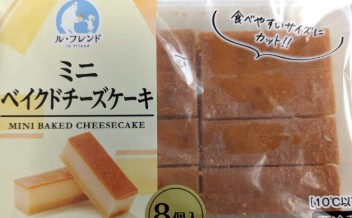 ル・フレンド
le friend
ミニ
ベイクドチーズケーキ
MINI BAKED CHEESECAKE
8個入
食べやすいサイズに
カット!!
[10℃以